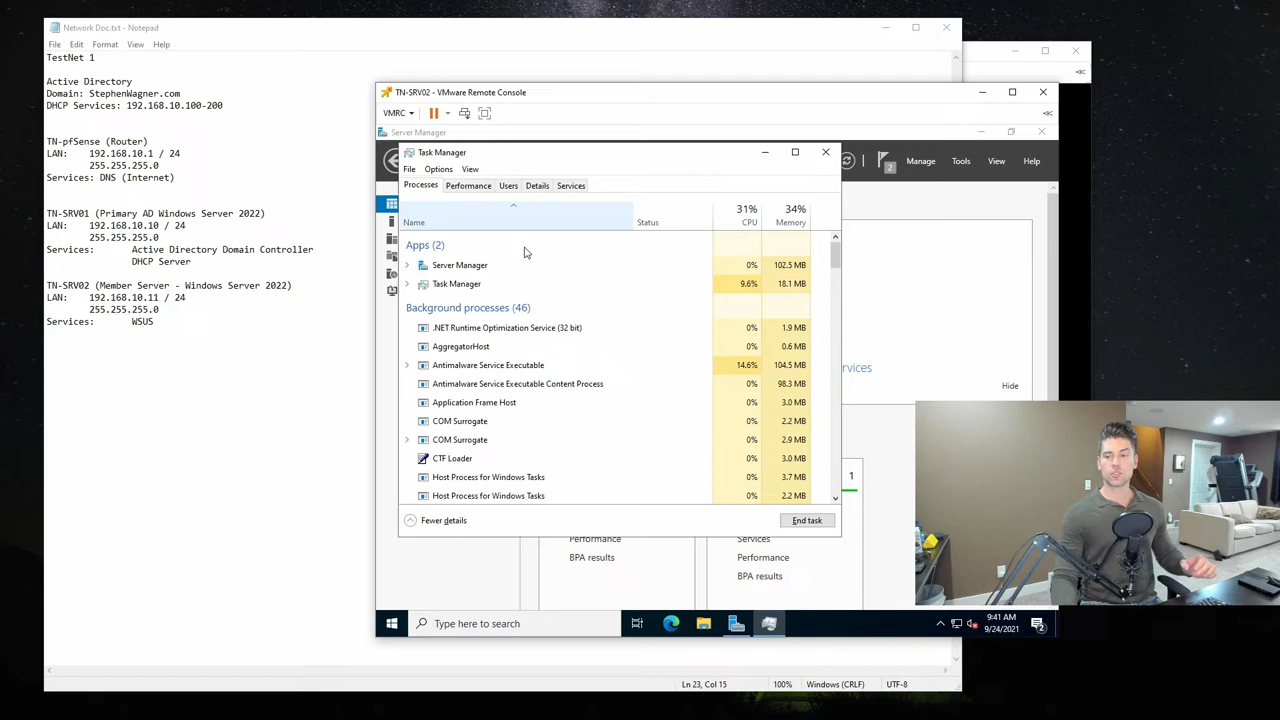 Network Doc.txt - Notepad
File Edit Format View Help
TestNet 1
Active Directory
Domain: StephenWagner.com
DHCP Services: 192.168.10.100-200
TN-pfSense (Router)
LAN: 192.168.10.1 / 24
255.255.255.0
Services: DNS (Internet)
TN-SRV01 (Primary AD Windows Server 2022)
LAN: 192.168.10.10 / 24
255.255.255.0
Services: Active Directory Domain Controller
DHCP Server
TN-SRV02 (Member Server - Windows Server 2022)
LAN: 192.168.10.11 / 24
255.255.255.0
Services: WSUS
Ln 23, Col 15 100% Windows (CRLF) UTF-8
TN-SRV02 - VMware Remote Console
VMRC
Server Manager
2 Manage Tools View Help
Task Manager
File Options View
Processes Performance Users Details Services
31% 34%
Name Status CPU Memory
Apps (2)
Server Manager 0% 102.5 MB
Task Manager 9.6% 18.1 MB
Background processes (46)
.NET Runtime Optimization Service (32 bit) 0% 1.9 MB
AggregatorHost 0% 0.6 MB
Antimalware Service Executable 14.6% 104.5 MB
Antimalware Service Executable Content Process 0% 98.3 MB
Application Frame Host 0% 3.0 MB
COM Surrogate 0% 2.2 MB
COM Surrogate 0% 2.9 MB
CTF Loader 0% 3.0 MB
Host Process for Windows Tasks 0% 3.7 MB
Host Process for Windows Tasks 0% 2.2 MB
Fewer details End task
Hide
1
Performance
BPA results
Services
Performance
BPA results
Type here to search
9:41 AM
9/24/2021
2